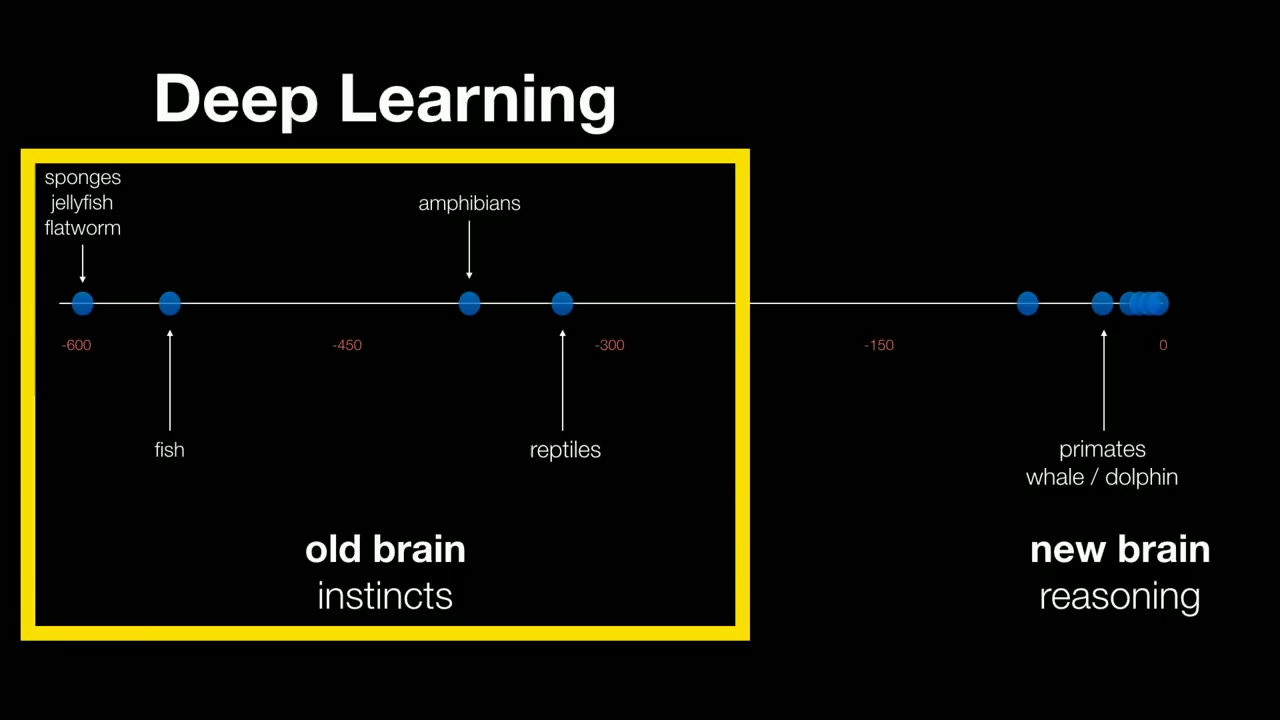 Deep Learning
sponges
jellyfish
flatworm
amphibians
-600
-450
-300
-150
0
fish
reptiles
primates
whale / dolphin
old brain
instincts
new brain
reasoning